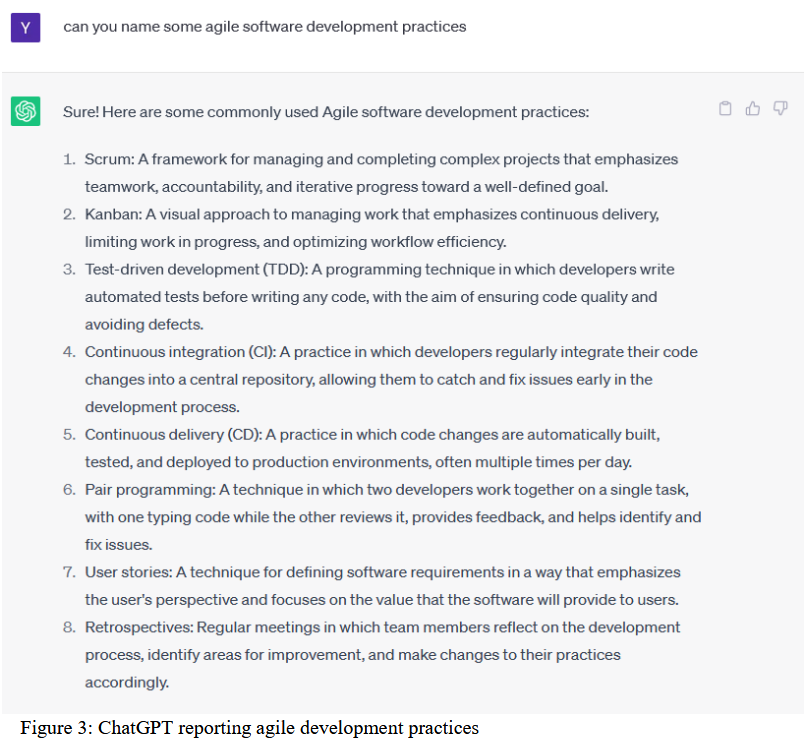 Y
can you name some agile software development practices
Sure! Here are some commonly used Agile software development practices:
1. Scrum: A framework for managing and completing complex projects that emphasizes
teamwork, accountability, and iterative progress toward a well-defined goal.
2. Kanban: A visual approach to managing work that emphasizes continuous delivery,
limiting work in progress, and optimizing workflow efficiency.
3. Test-driven development (TDD): A programming technique in which developers write
automated tests before writing any code, with the aim of ensuring code quality and
avoiding defects.
4. Continuous integration (CI): A practice in which developers regularly integrate their code
changes into a central repository, allowing them to catch and fix issues early in the
development process.
5. Continuous delivery (CD): A practice in which code changes are automatically built,
tested, and deployed to production environments, often multiple times per day.
6. Pair programming: A technique in which two developers work together on a single task,
with one typing code while the other reviews it, provides feedback, and helps identify and
fix issues.
7. User stories: A technique for defining software requirements in a way that emphasizes
the user's perspective and focuses on the value that the software will provide to users.
8. Retrospectives: Regular meetings in which team members reflect on the development
process, identify areas for improvement, and make changes to their practices
accordingly.
Figure 3: ChatGPT reporting agile development practices